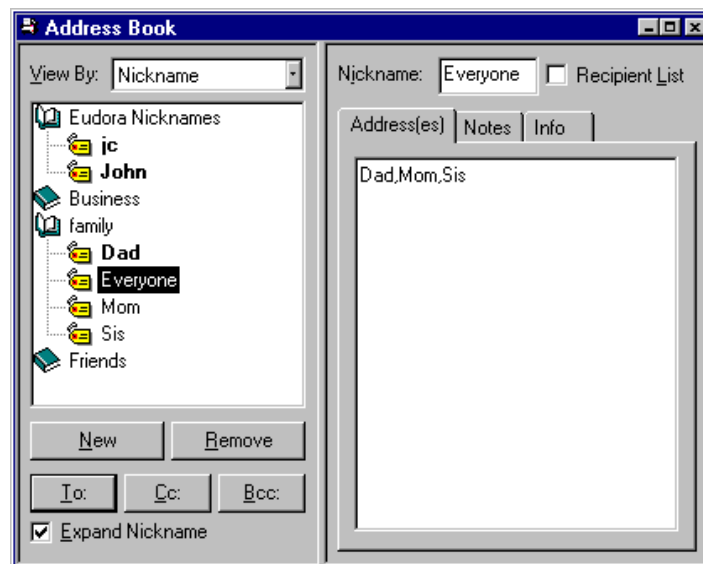 Address Book
View By: Nickname
Eudora Nicknames
jc
John
Business
family
Dad
Everyone
Mom
Sis
Friends
New Remove
To: Cc: Bcc:
Expand Nickname
Nickname: Everyone Recipient List
Address(es) Notes Info
Dad,Mom,Sis